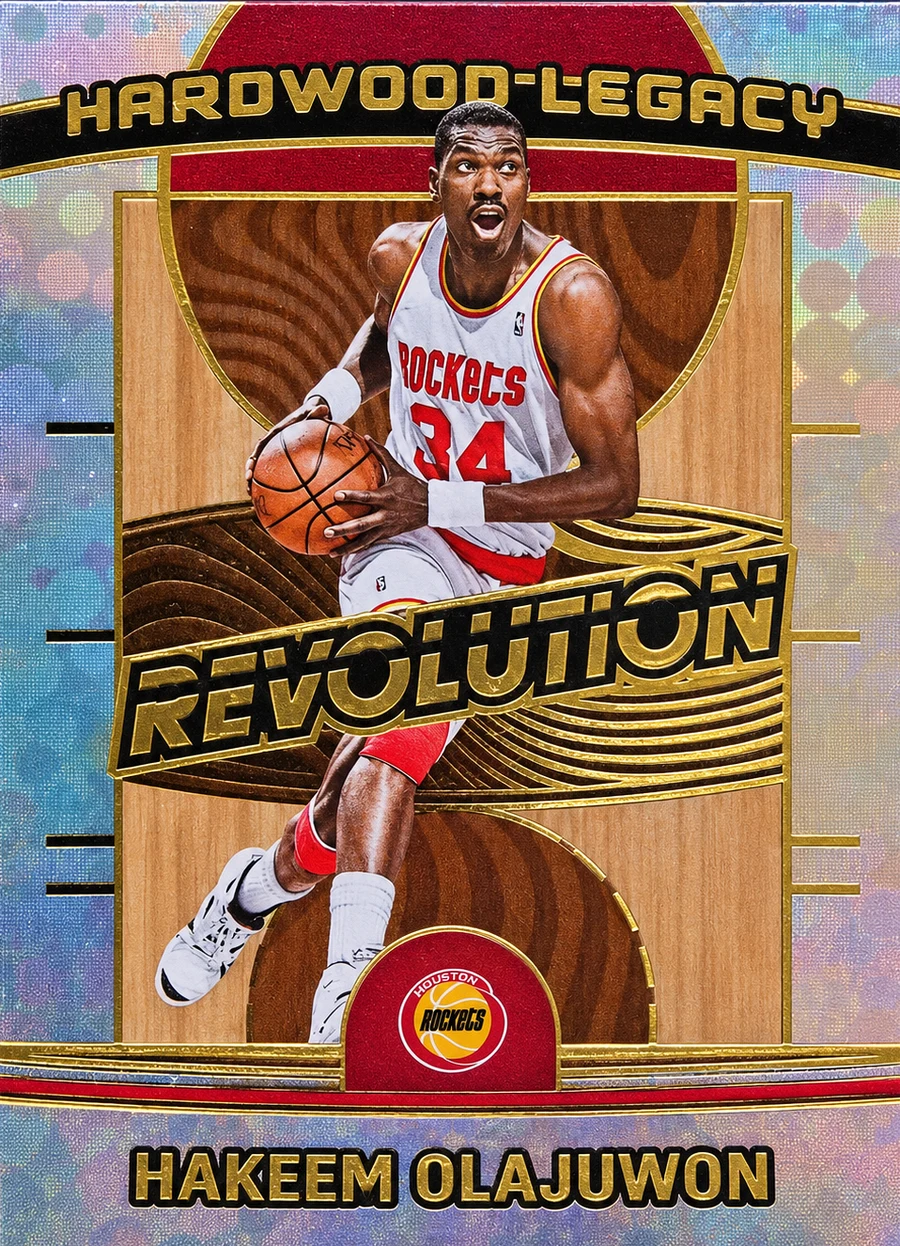 HARDWOOD-LEGACY
ROCKETS
34
REVOLUTION
HOUSTON
ROCKETS
HAKEEM OLAJUWON